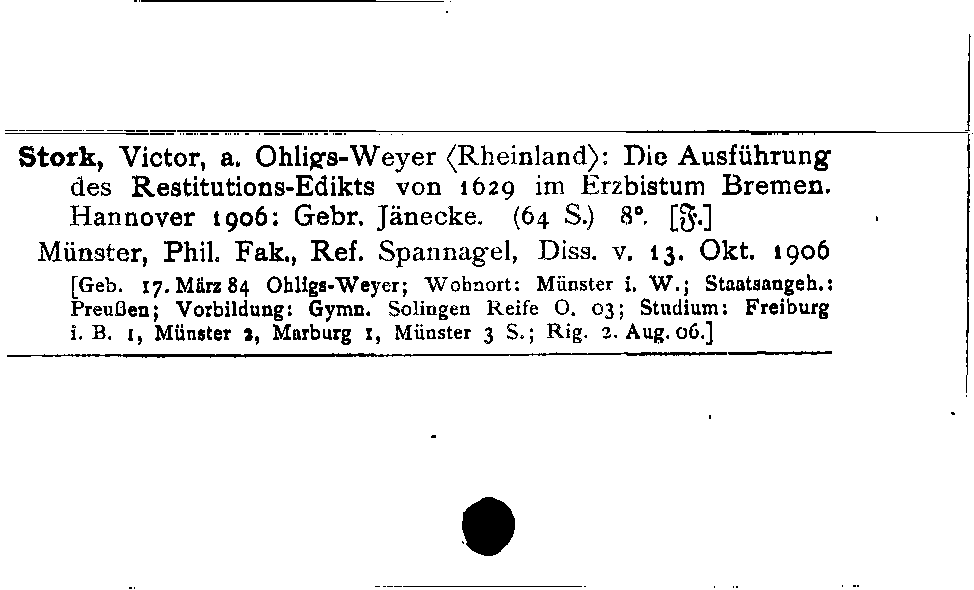 Stork, Victor, a. Ohligs-Weyer ⟨Rheinland⟩: Die Ausführung
des Restitutions-Edikts von 1629 im Erzbistum Bremen.
Hannover 1906: Gebr. Jänecke. (64 S.) 8°. [F.]
Münster, Phil. Fak., Ref. Spannagel, Diss. v. 13. Okt. 1906
[Geb. 17. März 84 Ohligs-Weyer; Wohnort: Münster i. W.; Staatsangeh.:
Preußen; Vorbildung: Gymn. Solingen Reife O. 03; Studium: Freiburg
i. B. 1, Münster 2, Marburg 1, Münster 3 S.; Rig. 2. Aug. 06.]